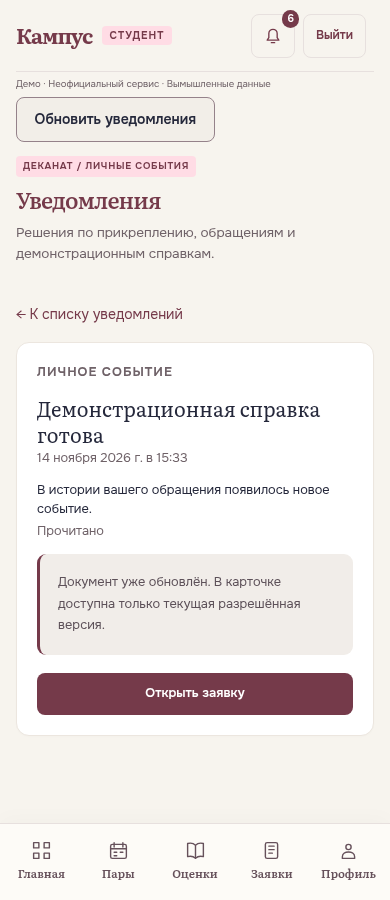 Кампус СТУДЕНТ 6 Выйти
Демо · Неофициальный сервис · Вымышленные данные
Обновить уведомления
ДЕКАНАТ / ЛИЧНЫЕ СОБЫТИЯ
Уведомления
Решения по прикреплению, обращениям и
демонстрационным справкам.
← К списку уведомлений
ЛИЧНОЕ СОБЫТИЕ
Демонстрационная справка
готова
14 ноября 2026 г. в 15:33
В истории вашего обращения появилось новое
событие.
Прочитано
Документ уже обновлён. В карточке
доступна только текущая разрешённая
версия.
Открыть заявку
Главная Пары Оценки Заявки Профиль